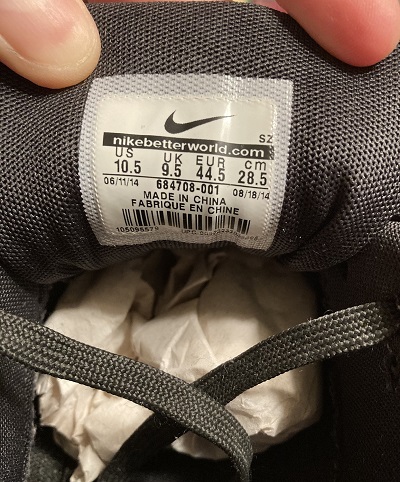 SZ
nikebetterworld.com
US UK EUR cm
10.5 9.5 44.5 28.5
06/11/14 684708-001 08/18/14
MADE IN CHINA
FABRIQUE EN CHINE